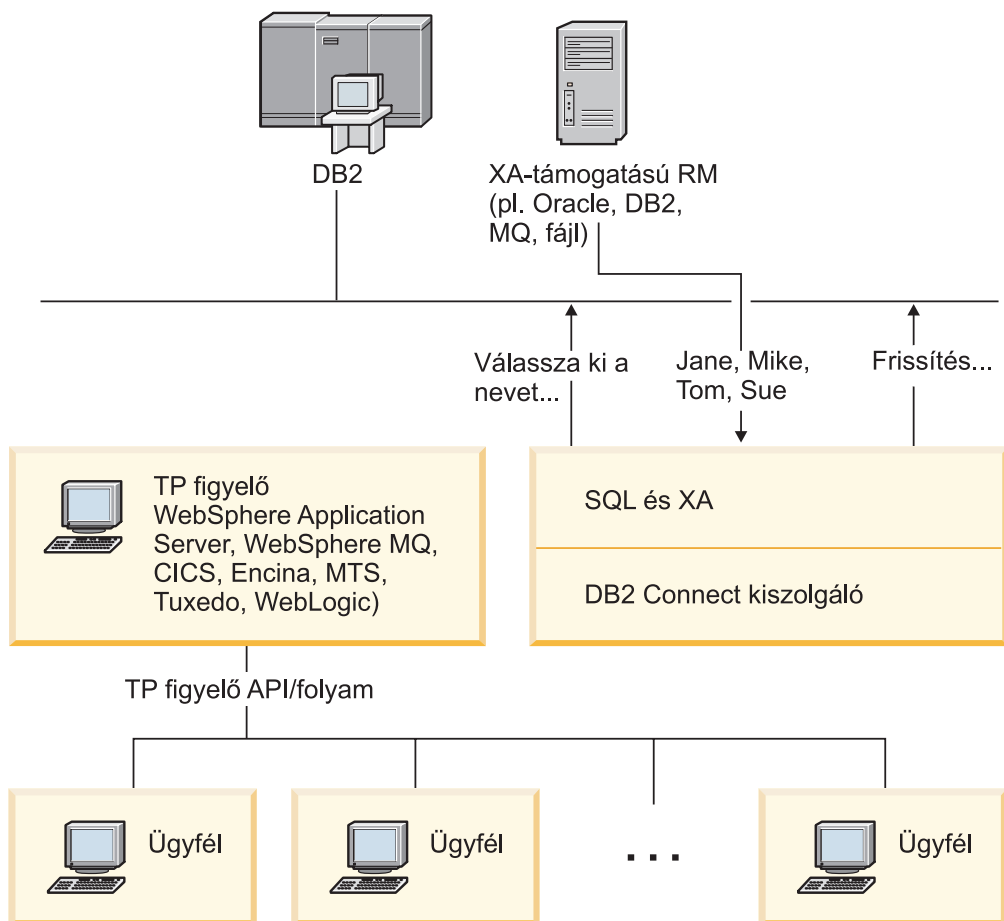 DB2
XA-támogatású RM
(pl. Oracle, DB2,
MQ, fájl)
Válassza ki a
nevet...
Jane, Mike,
Tom, Sue
Frissítés...
TP figyelő
WebSphere Application
Server, WebSphere MQ,
CICS, Encina, MTS,
Tuxedo, WebLogic)
SQL és XA
DB2 Connect kiszolgáló
TP figyelő API/folyam
Ügyfél
Ügyfél
...
Ügyfél